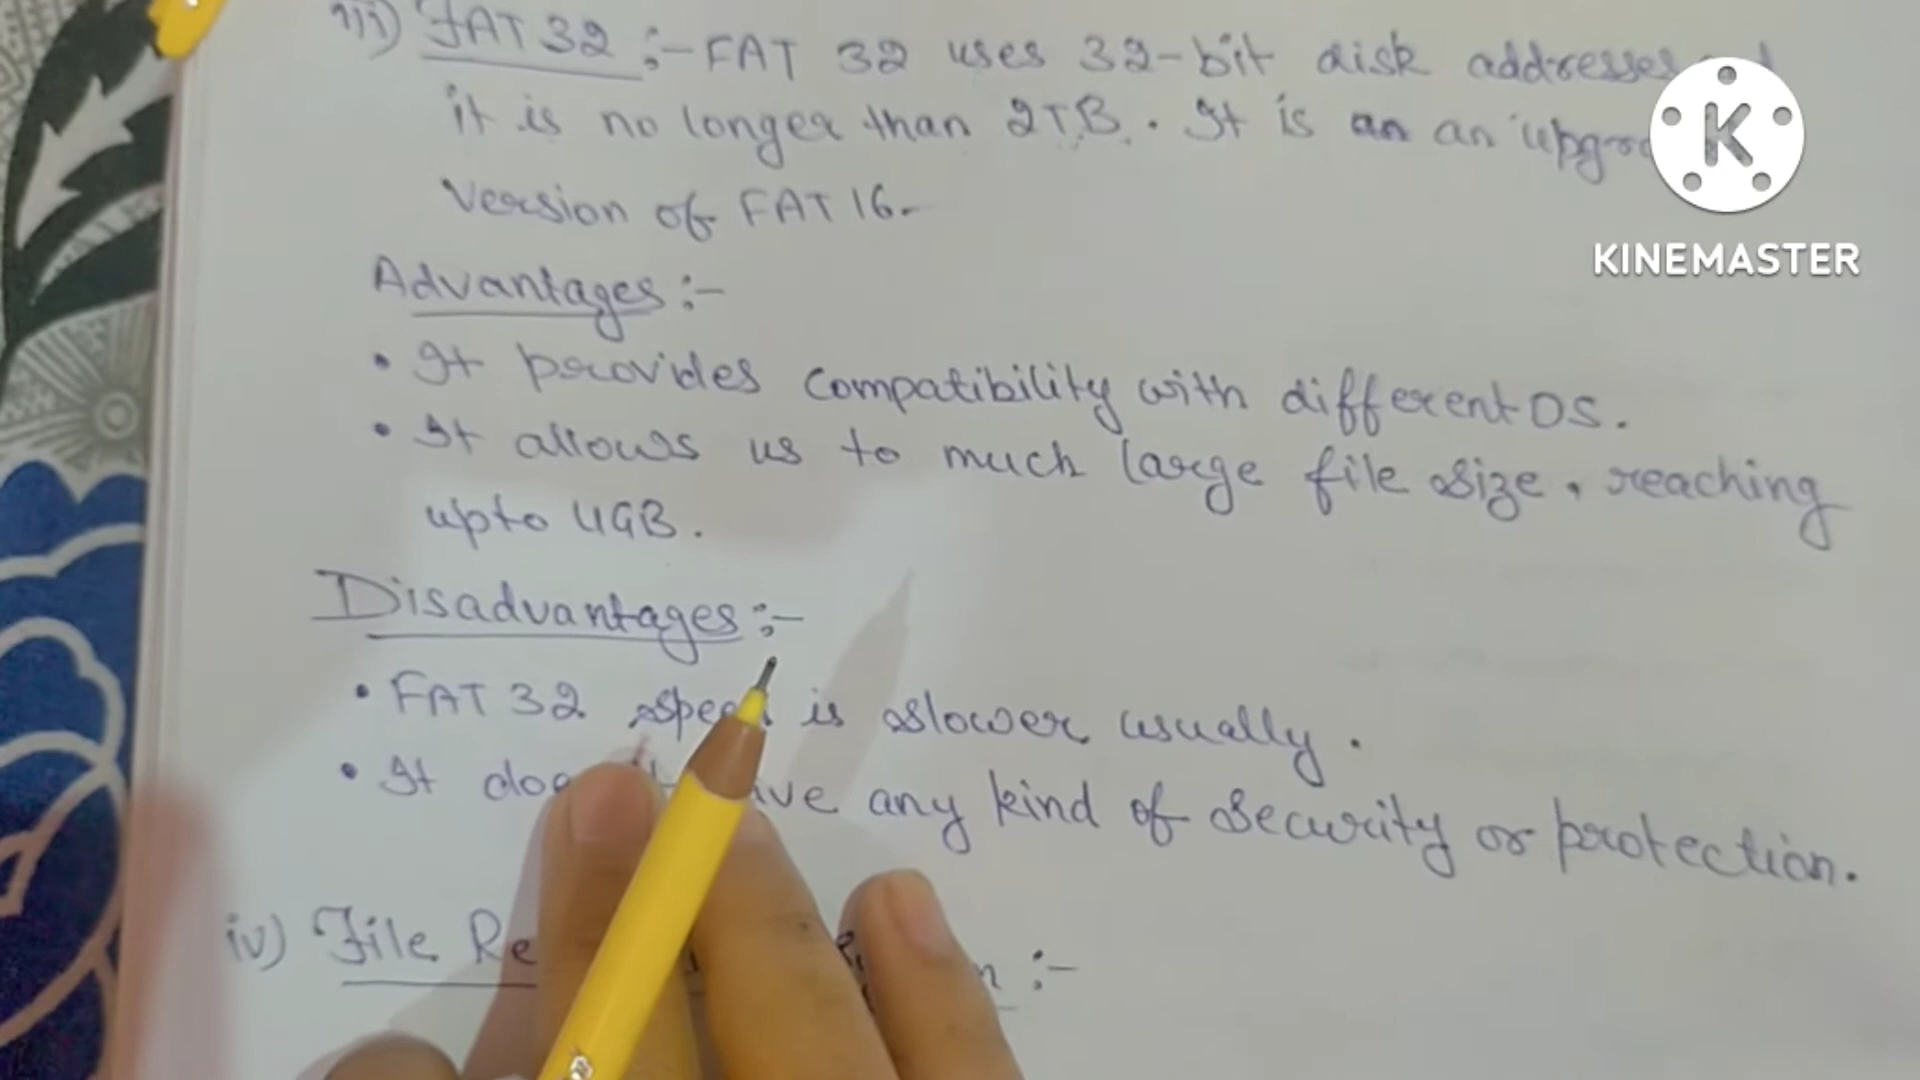 iii) FAT 32 :- FAT 32 uses 32-bit disk addresses
it is no longer than 2TB. It is an an
version of FAT 16.
Advantages :-
• It provides compatibility with different OS.
• It allows us to much large file size, reaching
upto 4GB.
Disadvantages :-
• FAT 32 speed is slower usually.
• It any kind of security or protection.
iv) File :-
K
KINEMASTER